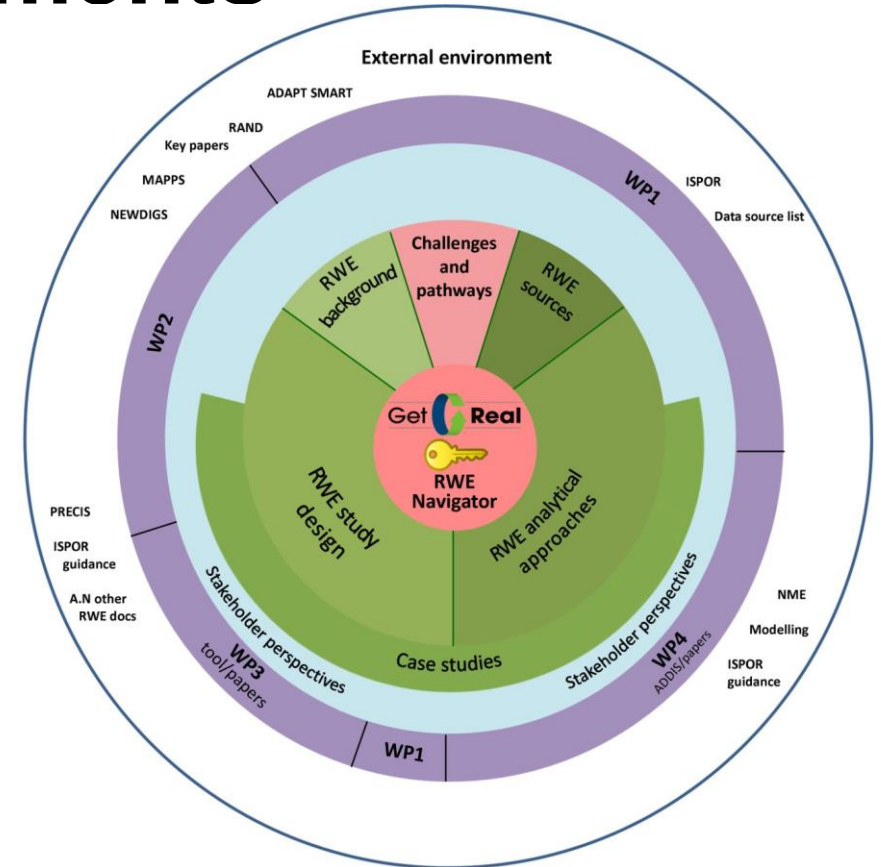 External environment
ADAPT SMART
RAND
Key papers
MAPPS
NEWDIGS
WP1
ISPOR
Data source list
WP2
RWE
background
Challenges
and
pathways
RWE
sources
Get Real
RWE
Navigator
RWE study
design
RWE analytical
approaches
PRECIS
ISPOR
guidance
A.N other
RWE docs
Stakeholder perspectives
WP3
tool/papers
Case studies
Stakeholder perspectives
WP4
ADDIS/papers
NME
Modelling
ISPOR
guidance
WP1